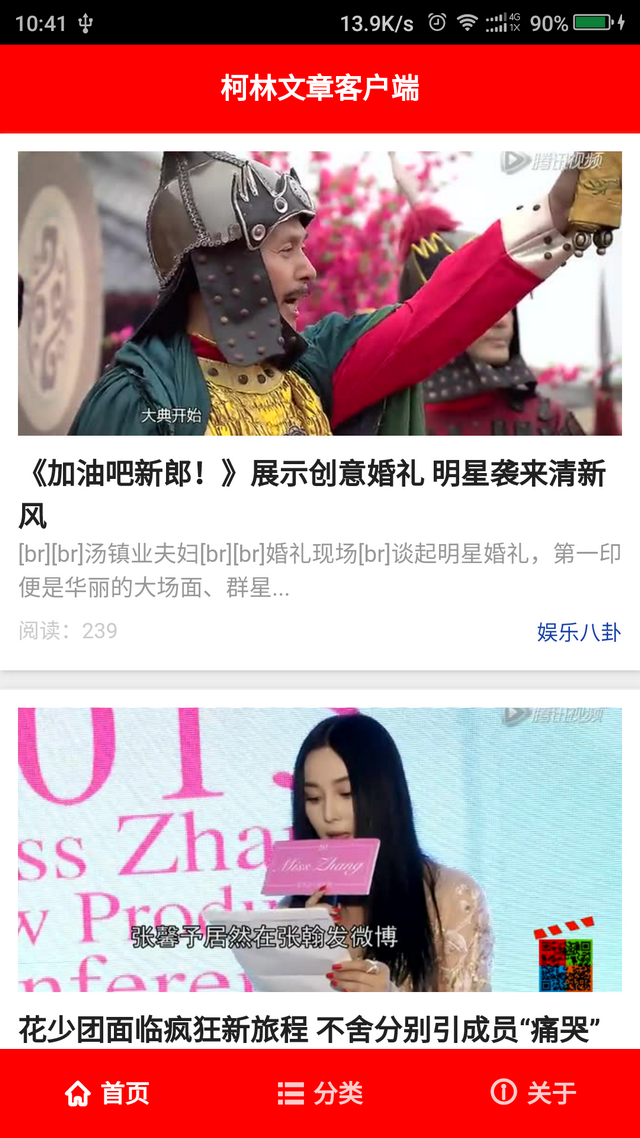 10:41 13.9K/s 4G 1X 90%
柯林文章客户端
腾讯视频
大典开始
《加油吧新郎！》展示创意婚礼 明星袭来清新
风
[br][br]汤镇业夫妇[br][br]婚礼现场[br]谈起明星婚礼，第一印
便是华丽的大场面、群星...
阅读：239 娱乐八卦
腾讯视频
ss Zha
Miss Zhang
w Produ
张馨予居然在张翰发微博
nferen
花少团面临疯狂新旅程 不舍分别引成员“痛哭”
首页 分类 关于